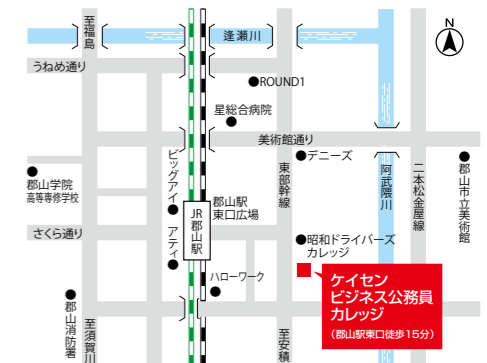 至福島
逢瀬川
N
うねめ通り
ROUND1
星総合病院
美術館通り
デニーズ
ビッグアイ
東部幹線
阿武隈川
二本松金屋線
郡山市立美術館
郡山学院
高等専修学校
郡山駅
東口広場
JR郡山駅
さくら通り
アティ
昭和ドライバーズ
カレッジ
ハローワーク
ケイセン
ビジネス公務員
カレッジ
(郡山駅東口徒歩15分)
郡山消防署
至須賀川
至安積